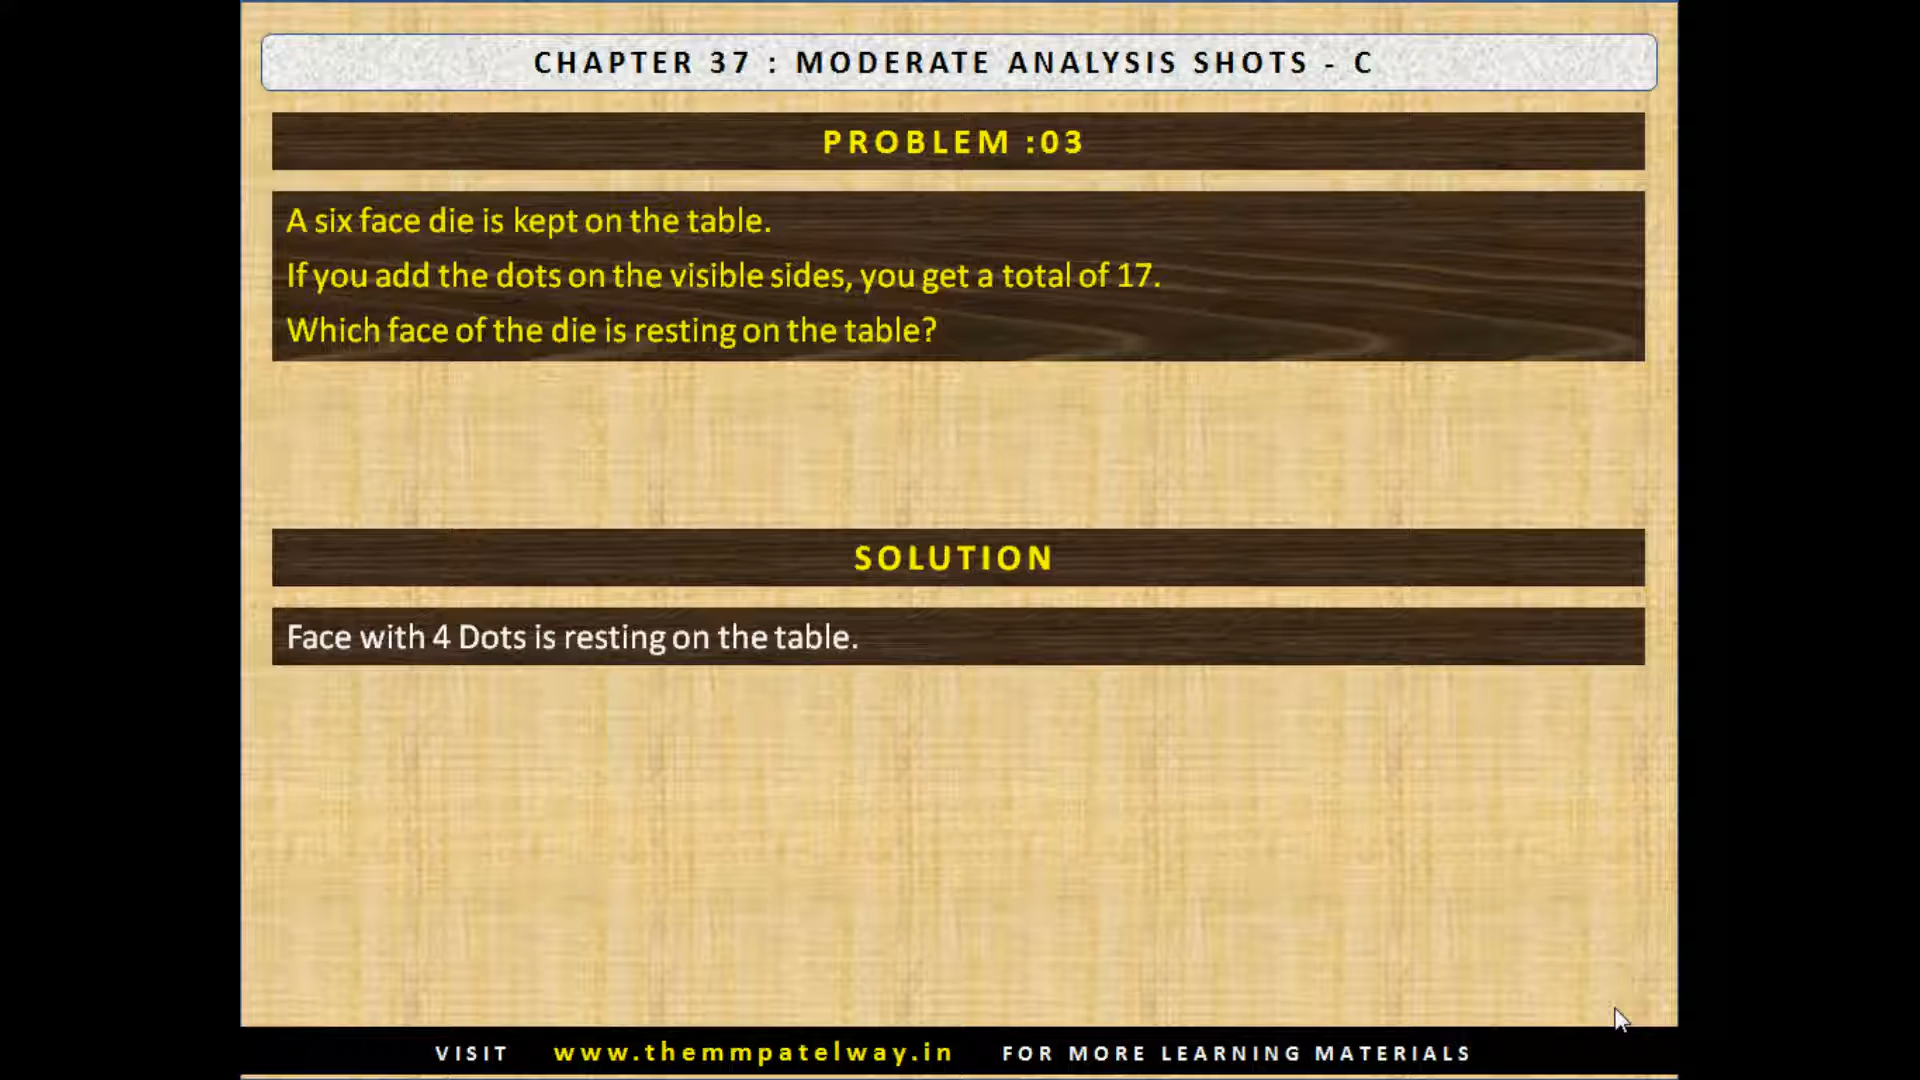 CHAPTER 37 : MODERATE ANALYSIS SHOTS - C
PROBLEM :03
A six face die is kept on the table.
If you add the dots on the visible sides, you get a total of 17.
Which face of the die is resting on the table?
SOLUTION
Face with 4 Dots is resting on the table.
VISIT www.themmpatelway.in FOR MORE LEARNING MATERIALS